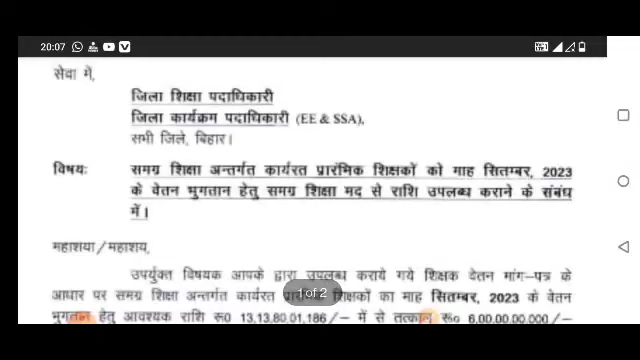 20:07
सेवा में,
जिला शिक्षा पदाधिकारी
जिला कार्यक्रम पदाधिकारी (EE & SSA),
सभी जिले, बिहार।
विषयः समग्र शिक्षा अन्तर्गत कार्यरत प्रारंभिक शिक्षकों को माह सितम्बर, 2023
के वेतन भुगतान हेतु समग्र शिक्षा मद से राशि उपलब्ध कराने के संबंध
में।
महाशया/महाशय,
उपर्युक्त विषयक आपके द्वारा उपलब्ध कराये गये शिक्षक वेतन मांग-पत्र के
आधार पर समग्र शिक्षा अन्तर्गत कार्यरत प्रारंभिक शिक्षकों का माह सितम्बर, 2023 के वेतन
1 of 2
भुगतान हेतु आवश्यक राशि रू0 13,13,80,01,186/- में से तत्काल रू0 6,00,00,00,000/-